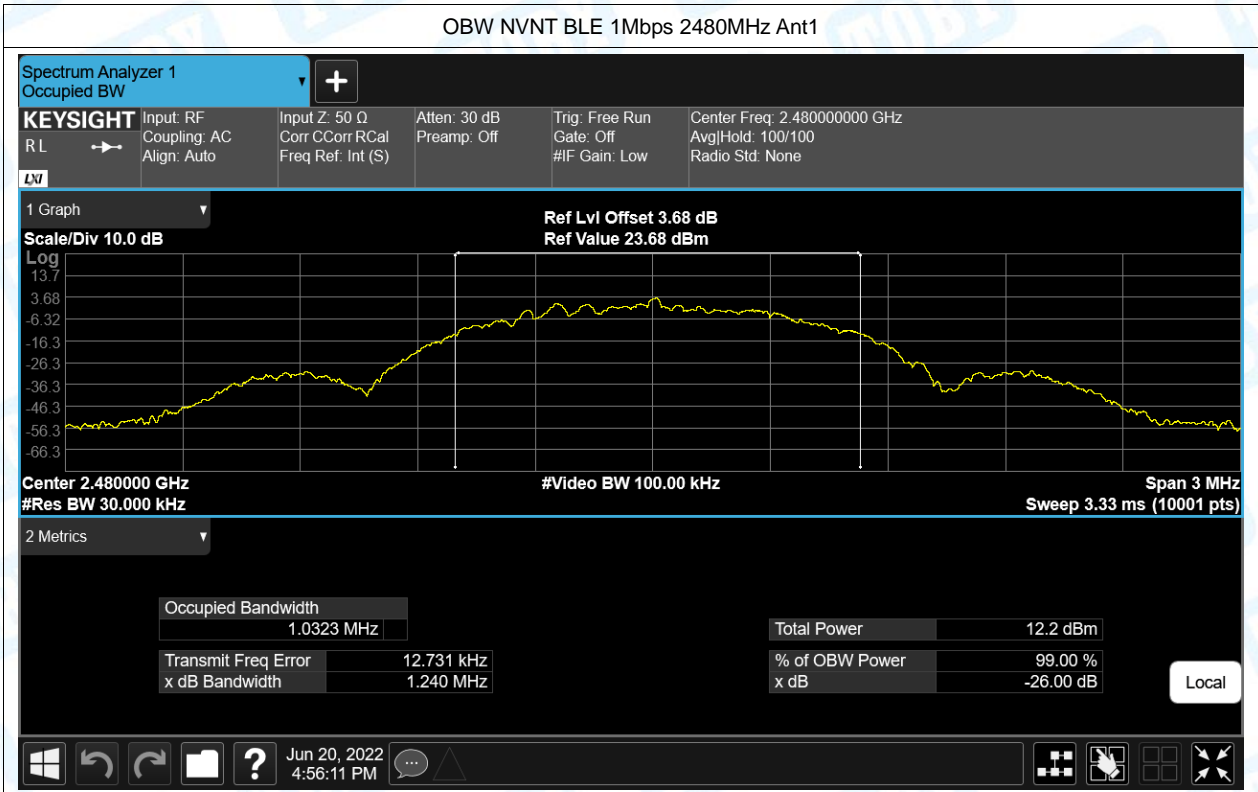 OBW NVNT BLE 1Mbps 2480MHz Ant1
Spectrum Analyzer 1
Occupied BW
KEYSIGHT
R L
LXI
Input: RF
Coupling: AC
Align: Auto
Input Z: 50 Ω
Corr CCorr RCal
Freq Ref: Int (S)
Atten: 30 dB
Preamp: Off
Trig: Free Run
Gate: Off
#IF Gain: Low
Center Freq: 2.480000000 GHz
Avg|Hold: 100/100
Radio Std: None
1 Graph
Scale/Div 10.0 dB
Ref Lvl Offset 3.68 dB
Ref Value 23.68 dBm
Log
13.7
3.68
-6.32
-16.3
-26.3
-36.3
-46.3
-56.3
-66.3
Center 2.480000 GHz
#Res BW 30.000 kHz
#Video BW 100.00 kHz
Span 3 MHz
Sweep 3.33 ms (10001 pts)
2 Metrics
Occupied Bandwidth
1.0323 MHz
Transmit Freq Error 12.731 kHz
x dB Bandwidth 1.240 MHz
Total Power 12.2 dBm
% of OBW Power 99.00 %
x dB -26.00 dB
Local
Jun 20, 2022
4:56:11 PM